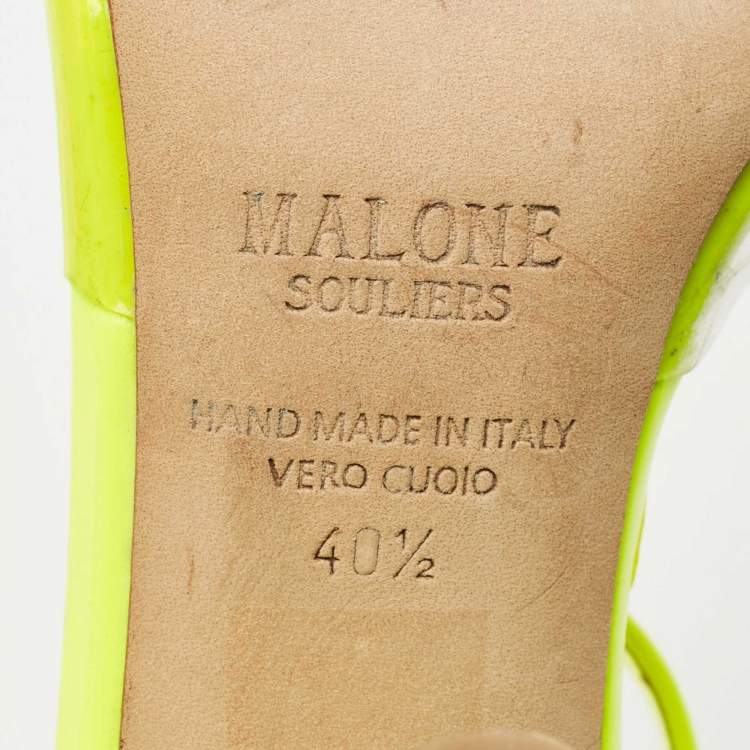 MALONE
SOULIERS
HAND MADE IN ITALY
VERO CUOIO
40½